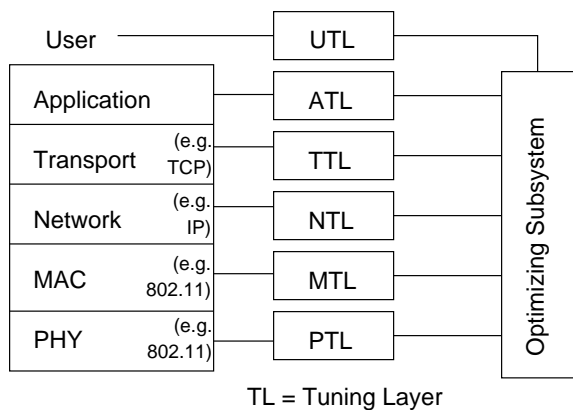 User
UTL
Application
ATL
Transport
(e.g.
TCP)
TTL
Network
(e.g.
IP)
NTL
MAC
(e.g.
802.11)
MTL
PHY
(e.g.
802.11)
PTL
Optimizing Subsystem
TL = Tuning Layer